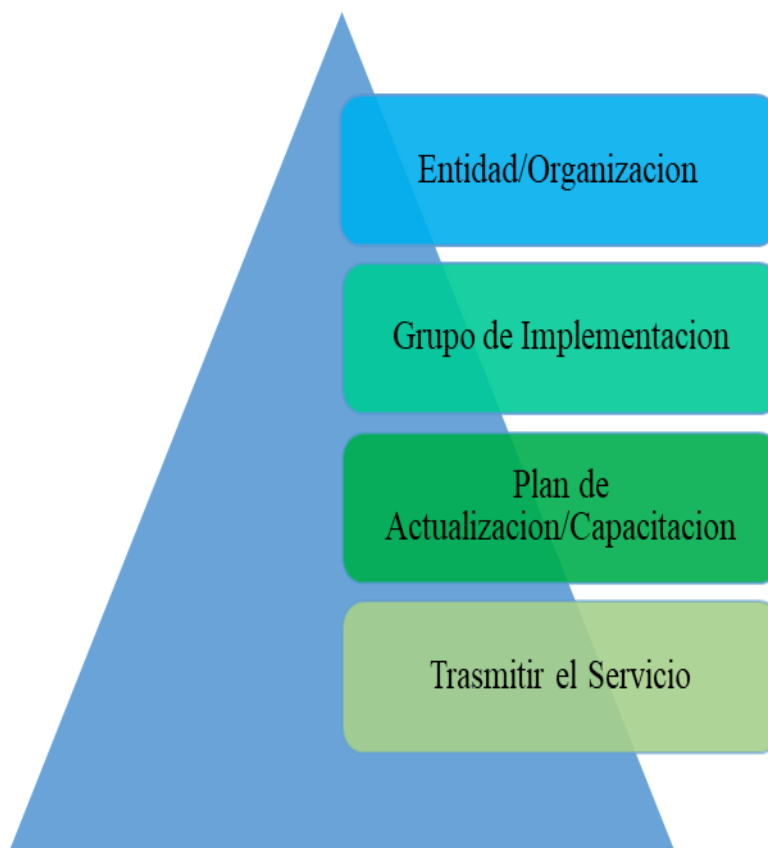 Entidad/Organizacion
Grupo de Implementacion
Plan de
Actualizacion/Capacitacion
Trasmitir el Servicio